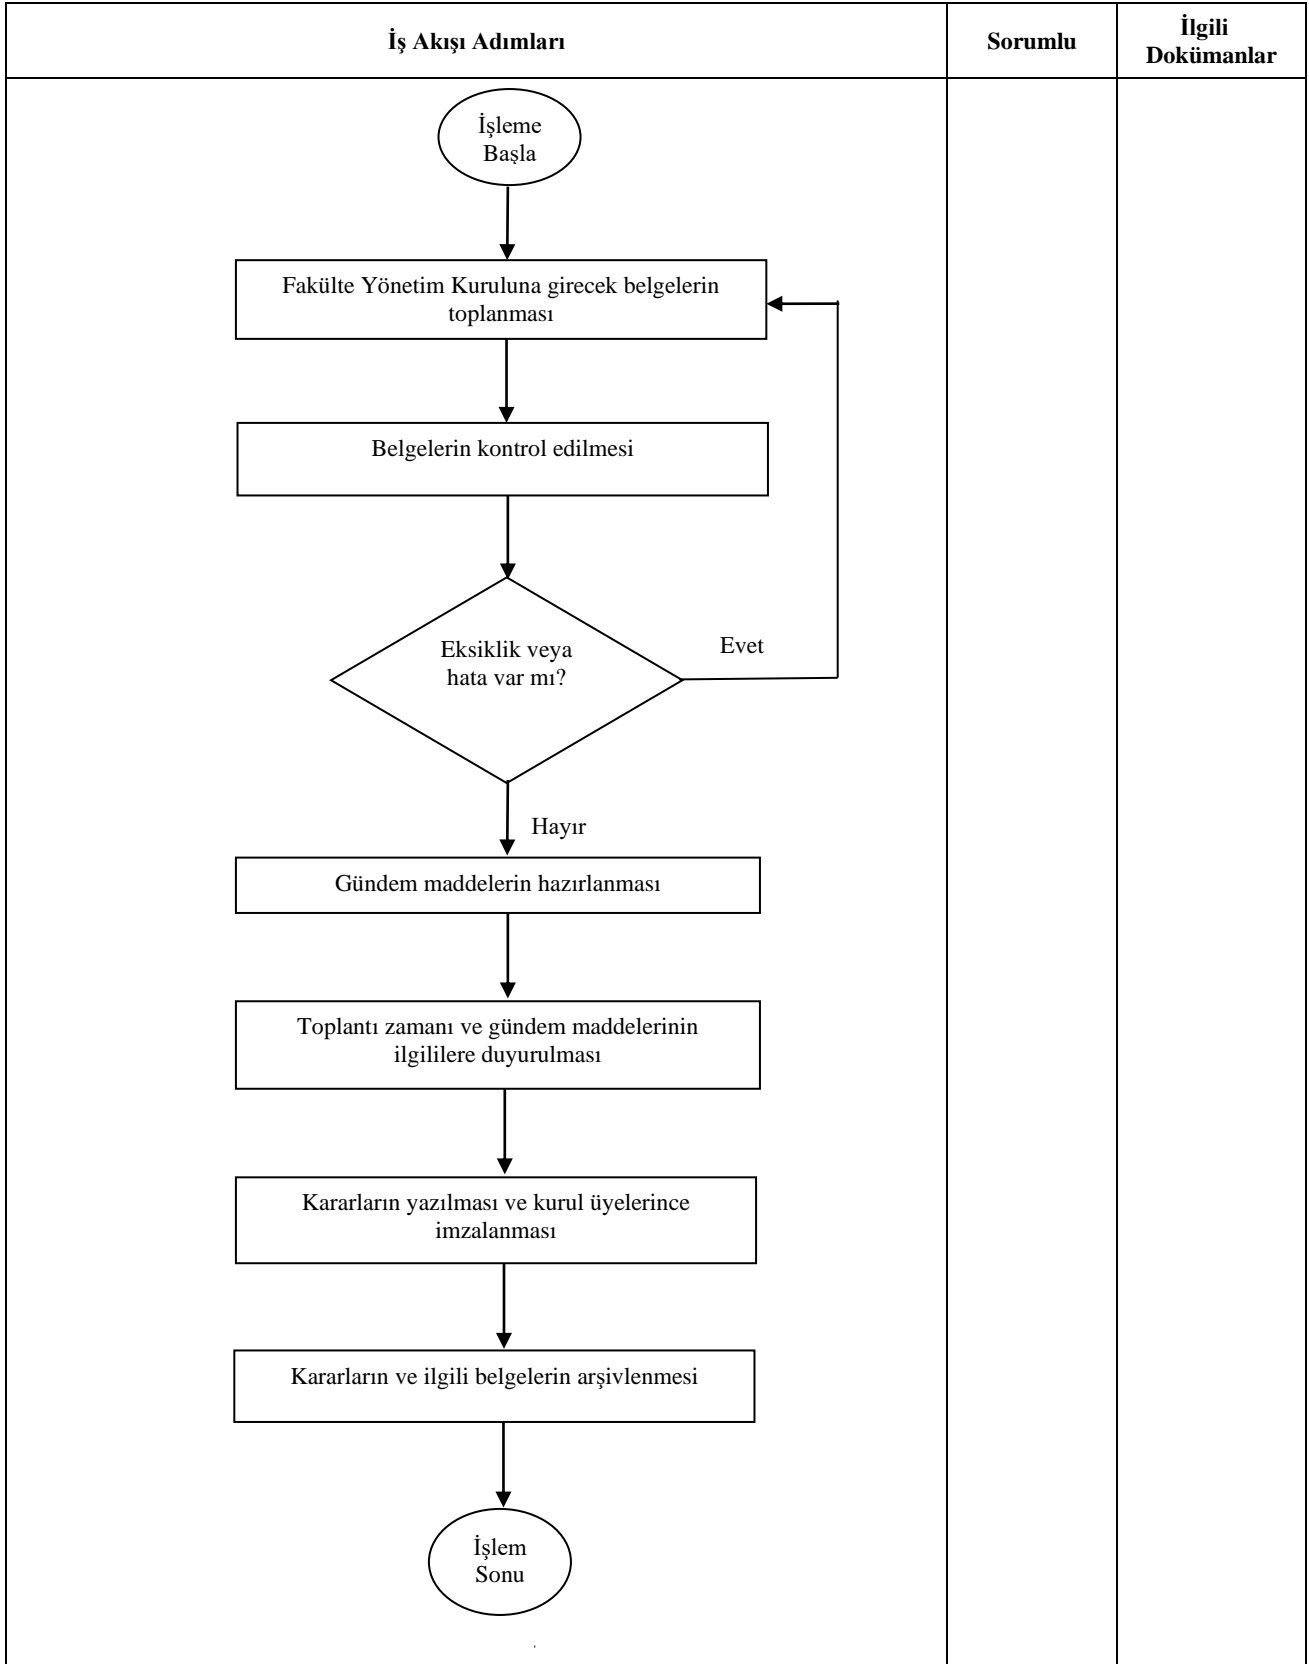 İş Akışı Adımları
Sorumlu
İlgili
Dokümanlar
İşleme
Başla
Fakülte Yönetim Kuruluna girecek belgelerin
toplanması
Belgelerin kontrol edilmesi
Eksiklik veya
hata var mı?
Evet
Hayır
Gündem maddelerin hazırlanması
Toplantı zamanı ve gündem maddelerinin
ilgililere duyurulması
Kararların yazılması ve kurul üyelerince
imzalanması
Kararların ve ilgili belgelerin arşivlenmesi
İşlem
Sonu